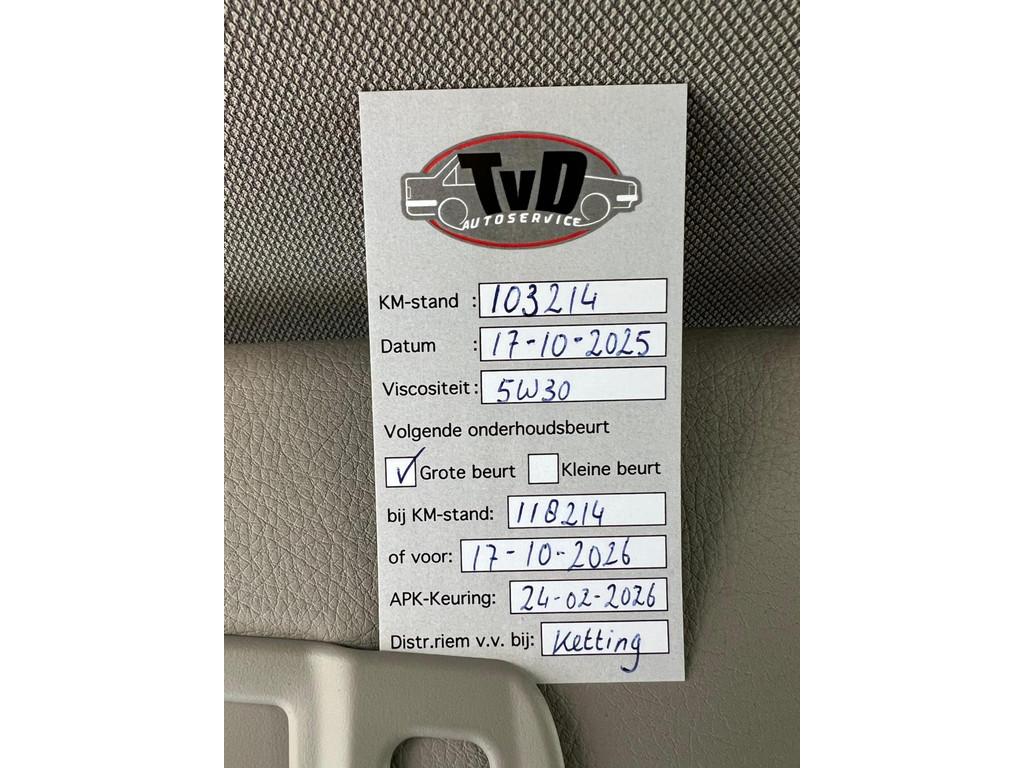 TvD
AUTOSERVICE
KM-stand : 103214
Datum : 17-10-2025
Viscositeit: 5W30
Volgende onderhoudsbeurt
Grote beurt Kleine beurt
bij KM-stand: 118214
of voor: 17-10-2026
APK-Keuring: 24-02-2026
Distr.riem v.v. bij: Ketting